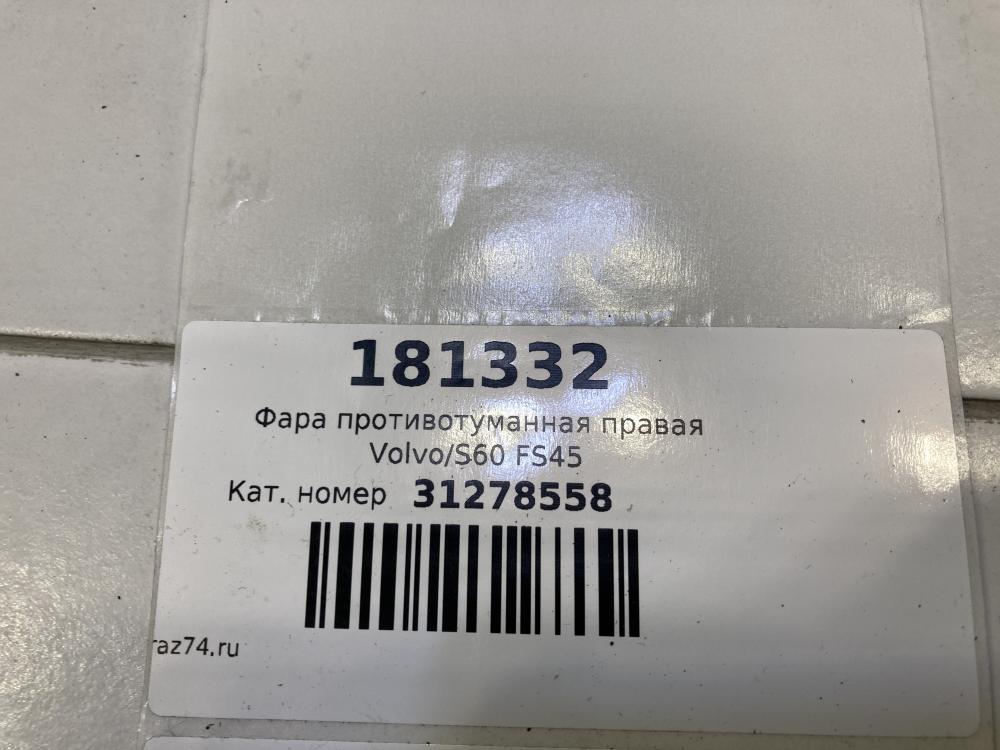 181332
Фара противотуманная правая
Volvo/S60 FS45
Кат. номер 31278558
raz74.ru